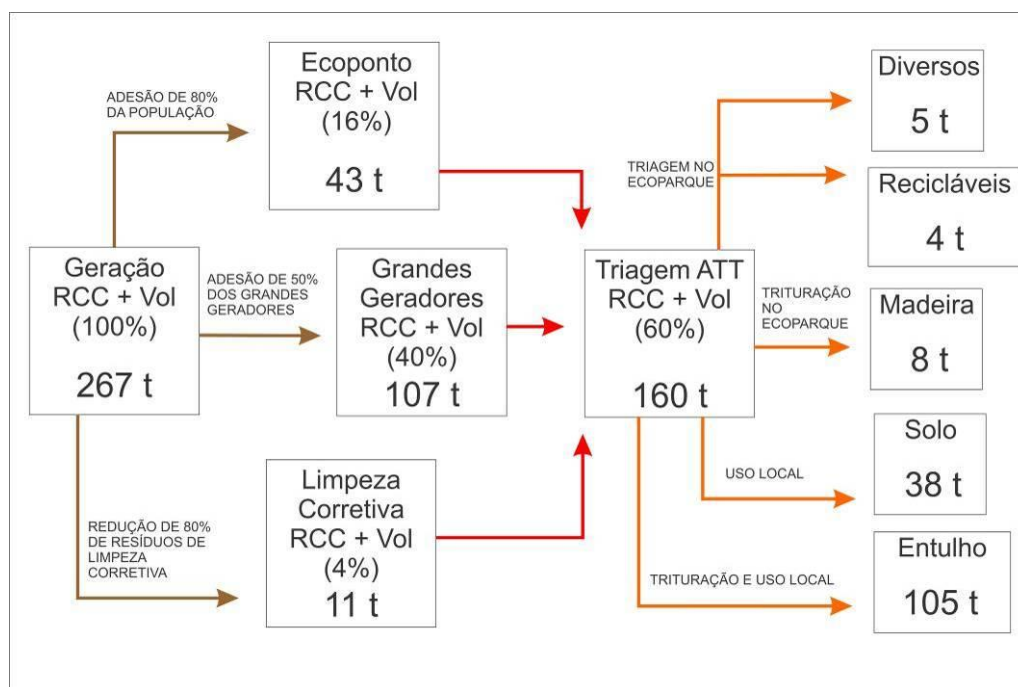 Ecoponto
RCC + Vol
(16%)
43 t
ADESÃO DE 80%
DA POPULAÇÃO
Diversos
5 t
TRIAGEM NO
ECOPARQUE
Recicláveis
4 t
Geração
RCC + Vol
(100%)
267 t
ADESÃO DE 50%
DOS GRANDES
GERADORES
Grandes
Geradores
RCC + Vol
(40%)
107 t
Triagem ATT
RCC + Vol
(60%)
160 t
TRITURAÇÃO
NO
ECOPARQUE
Madeira
8 t
Solo
38 t
USO LOCAL
Limpeza
Corretiva
RCC + Vol
(4%)
11 t
REDUÇÃO DE 80%
DE RESÍDUOS DE
LIMPEZA
CORRETIVA
TRITURAÇÃO E USO LOCAL
Entulho
105 t